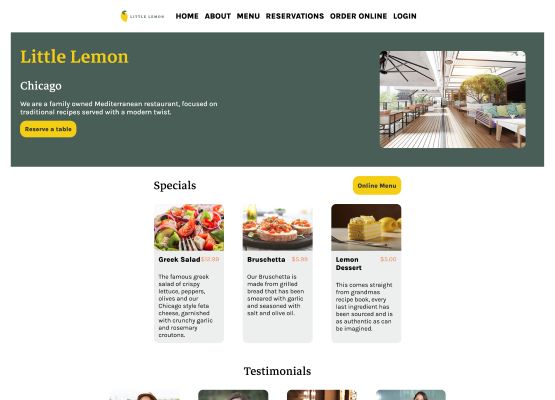 LITTLE LEMON
HOME ABOUT MENU RESERVATIONS ORDER ONLINE LOGIN
Little Lemon
Chicago
We are a family owned Mediterranean restaurant, focused on
traditional recipes served with a modern twist.
Reserve a table
Specials
Online Menu
Greek Salad $12.99
The famous greek
salad of crispy
lettuce, peppers,
olives and our
Chicago style feta
cheese, garnished
with crunchy garlic
and rosemary
croutons.
Bruschetta $5.99
Our Bruschetta is
made from grilled
bread that has been
smeared with garlic
and seasoned with
salt and olive oil.
Lemon $5.00
Dessert
This comes straight
from grandmas
recipe book, every
last ingredient has
been sourced and is
as authentic as can
be imagined.
Testimonials